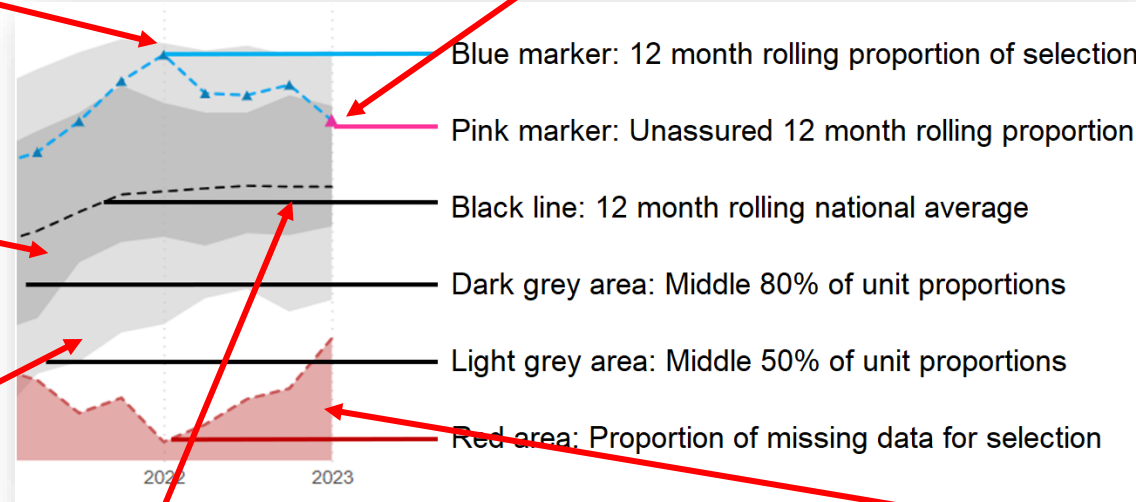 Blue marker: 12 month rolling proportion of selection
Pink marker: Unassured 12 month rolling proportion
Black line: 12 month rolling national average
Dark grey area: Middle 80% of unit proportions
Light grey area: Middle 50% of unit proportions
Red area: Proportion of missing data for selection
2022 2023